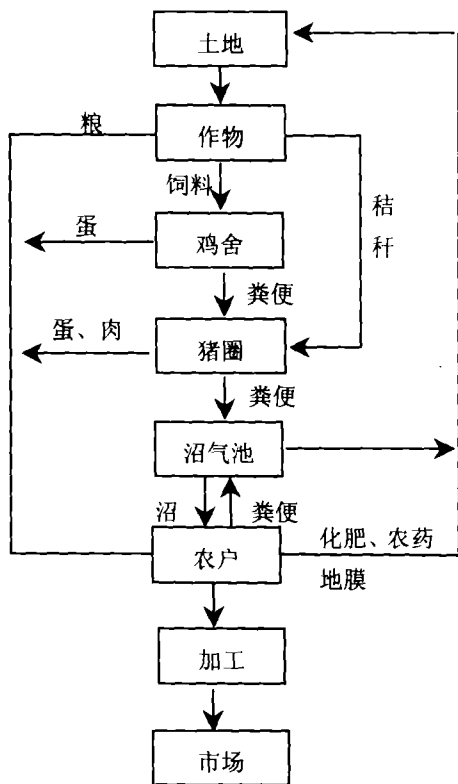 土地
粮
作物
饲料
秸
秆
蛋
鸡舍
粪便
蛋、肉
猪圈
粪便
沼气池
沼
粪便
农户
化肥、农药
地膜
加工
市场